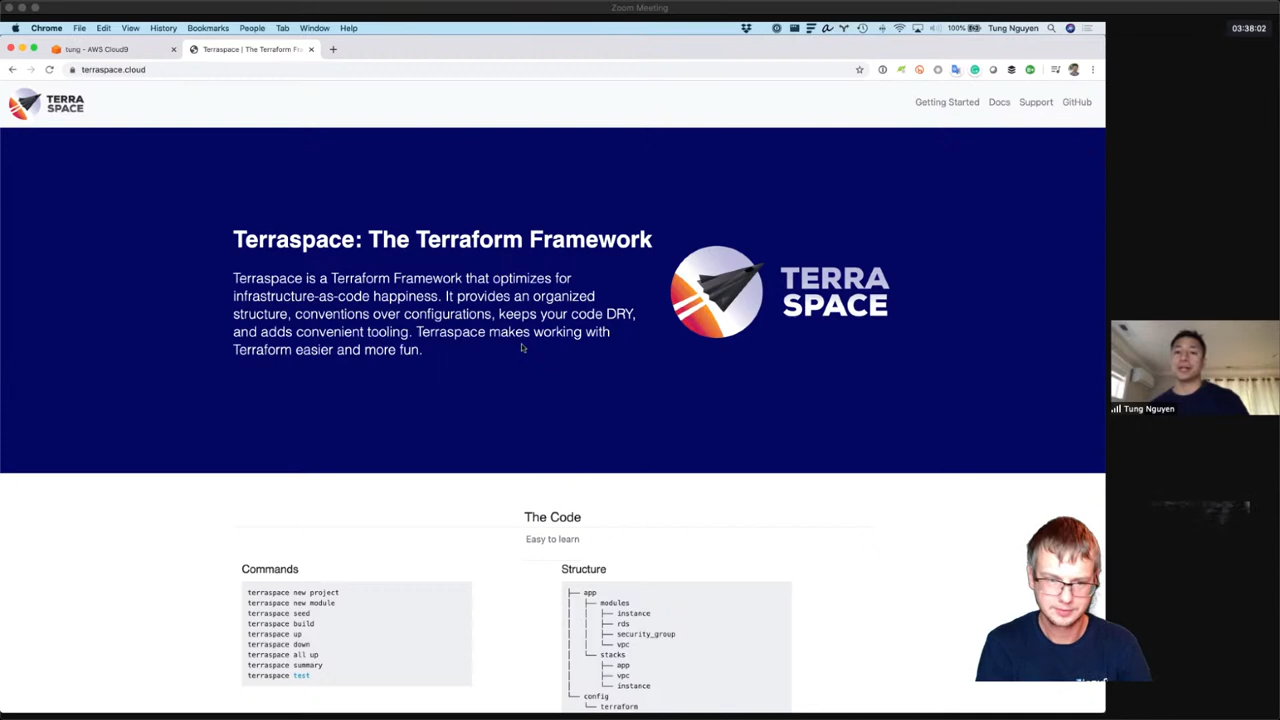 Zoom Meeting
Chrome File Edit View History Bookmarks People Tab Window Help 100% Tung Nguyen 03:38:02
tung - AWS Cloud9 Terraspace | The Terraform Fra
terraspace.cloud
TERRA SPACE Getting Started Docs Support GitHub
Terraspace: The Terraform Framework
Terraspace is a Terraform Framework that optimizes for
infrastructure-as-code happiness. It provides an organized
structure, conventions over configurations, keeps your code DRY,
and adds convenient tooling. Terraspace makes working with
Terraform easier and more fun.
TERRA
SPACE
Tung Nguyen
The Code
Easy to learn
Commands
terraspace new project
terraspace new module
terraspace seed
terraspace build
terraspace up
terraspace down
terraspace all up
terraspace summary
terraspace test
Structure
├── app
│ ├── modules
│ │ ├── instance
│ │ ├── rds
│ │ ├── security_group
│ │ └── vpc
│ └── stacks
│ ├── app
│ ├── vpc
│ └── instance
└── config
└── terraform